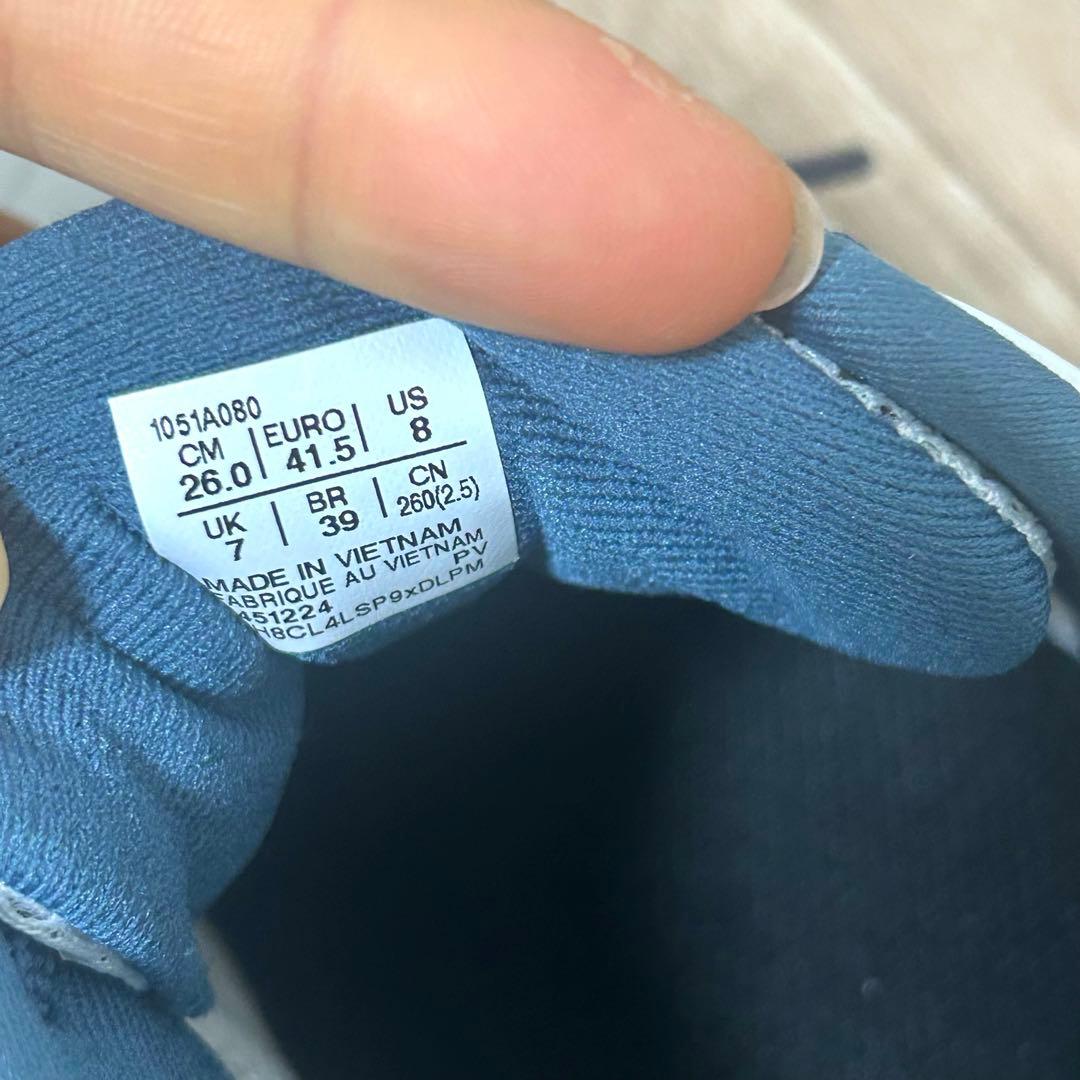 1051A080
CM | EURO | US
26.0 | 41.5 | 8
UK | BR | CN
7 | 39 | 260(2.5)
MADE IN VIETNAM
FABRIQUE AU VIETNAM
451224 PV
H8CL4LSP9xDLPM